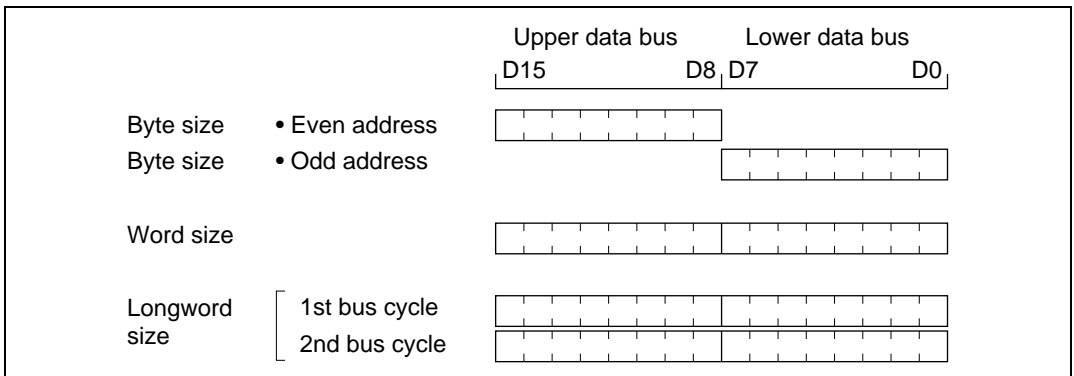 Upper data bus Lower data bus
D15 D8 D7 D0
Byte size • Even address
Byte size • Odd address
Word size
Longword 1st bus cycle
size 2nd bus cycle